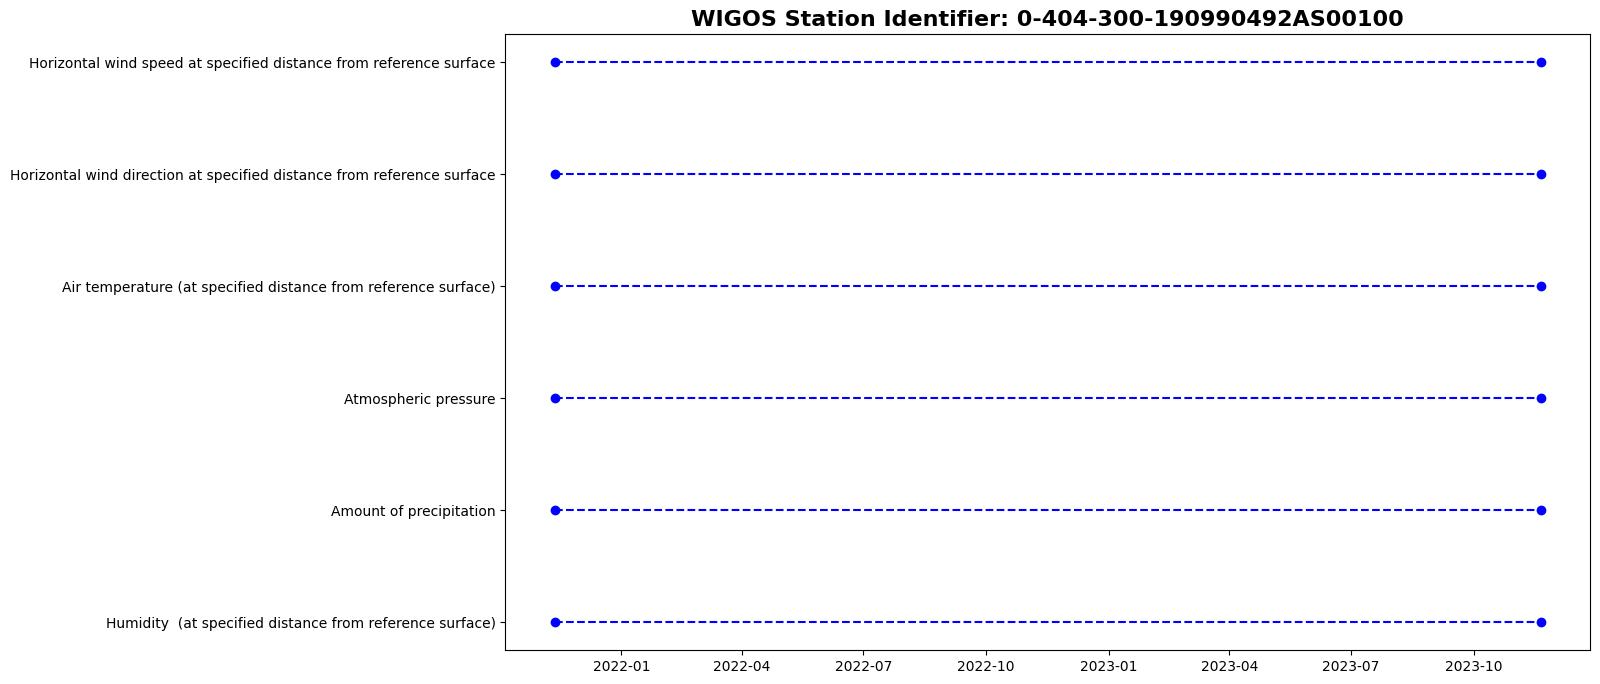 WIGOS Station Identifier: 0-404-300-190990492AS00100
Horizontal wind speed at specified distance from reference surface
Horizontal wind direction at specified distance from reference surface
Air temperature (at specified distance from reference surface)
Atmospheric pressure
Amount of precipitation
Humidity  (at specified distance from reference surface)
2022-01 2022-04 2022-07 2022-10 2023-01 2023-04 2023-07 2023-10